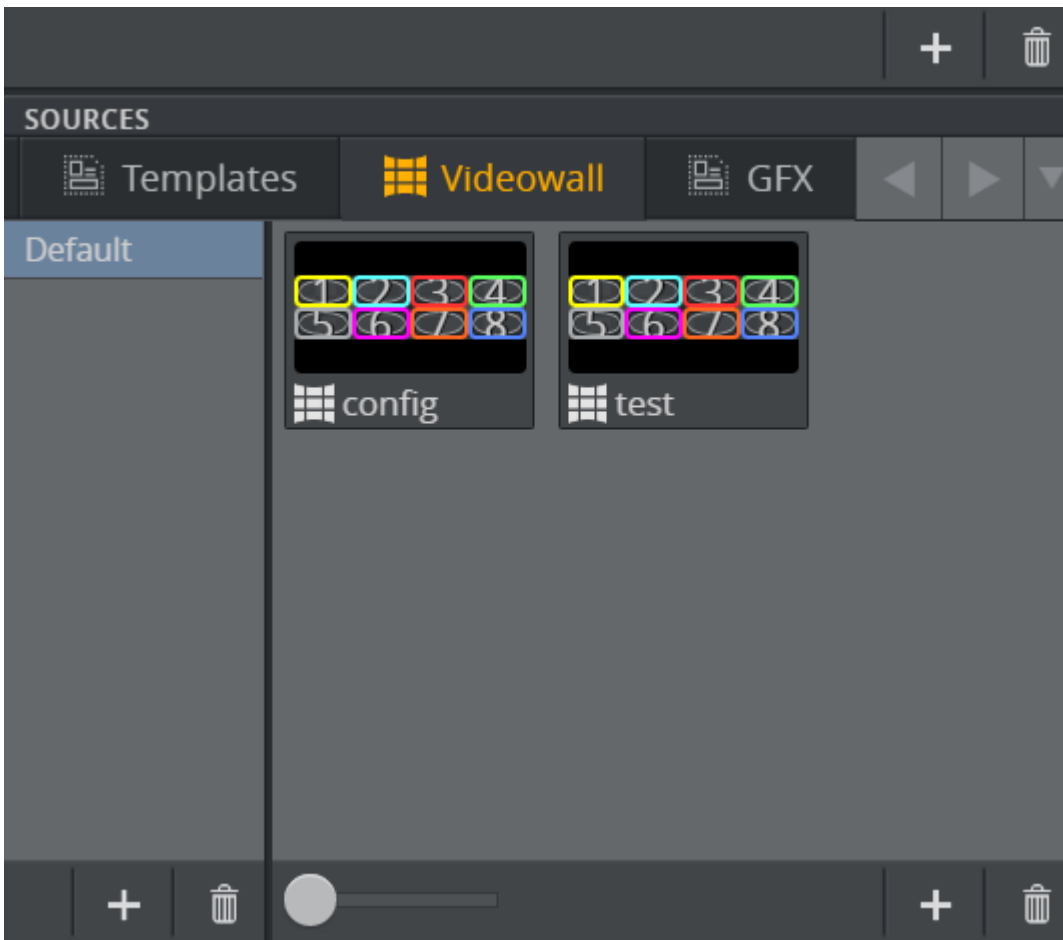 SOURCES
Templates Videowall GFX
Default
1 2 3 4 1 2 3 4
5 6 7 8 5 6 7 8
config test